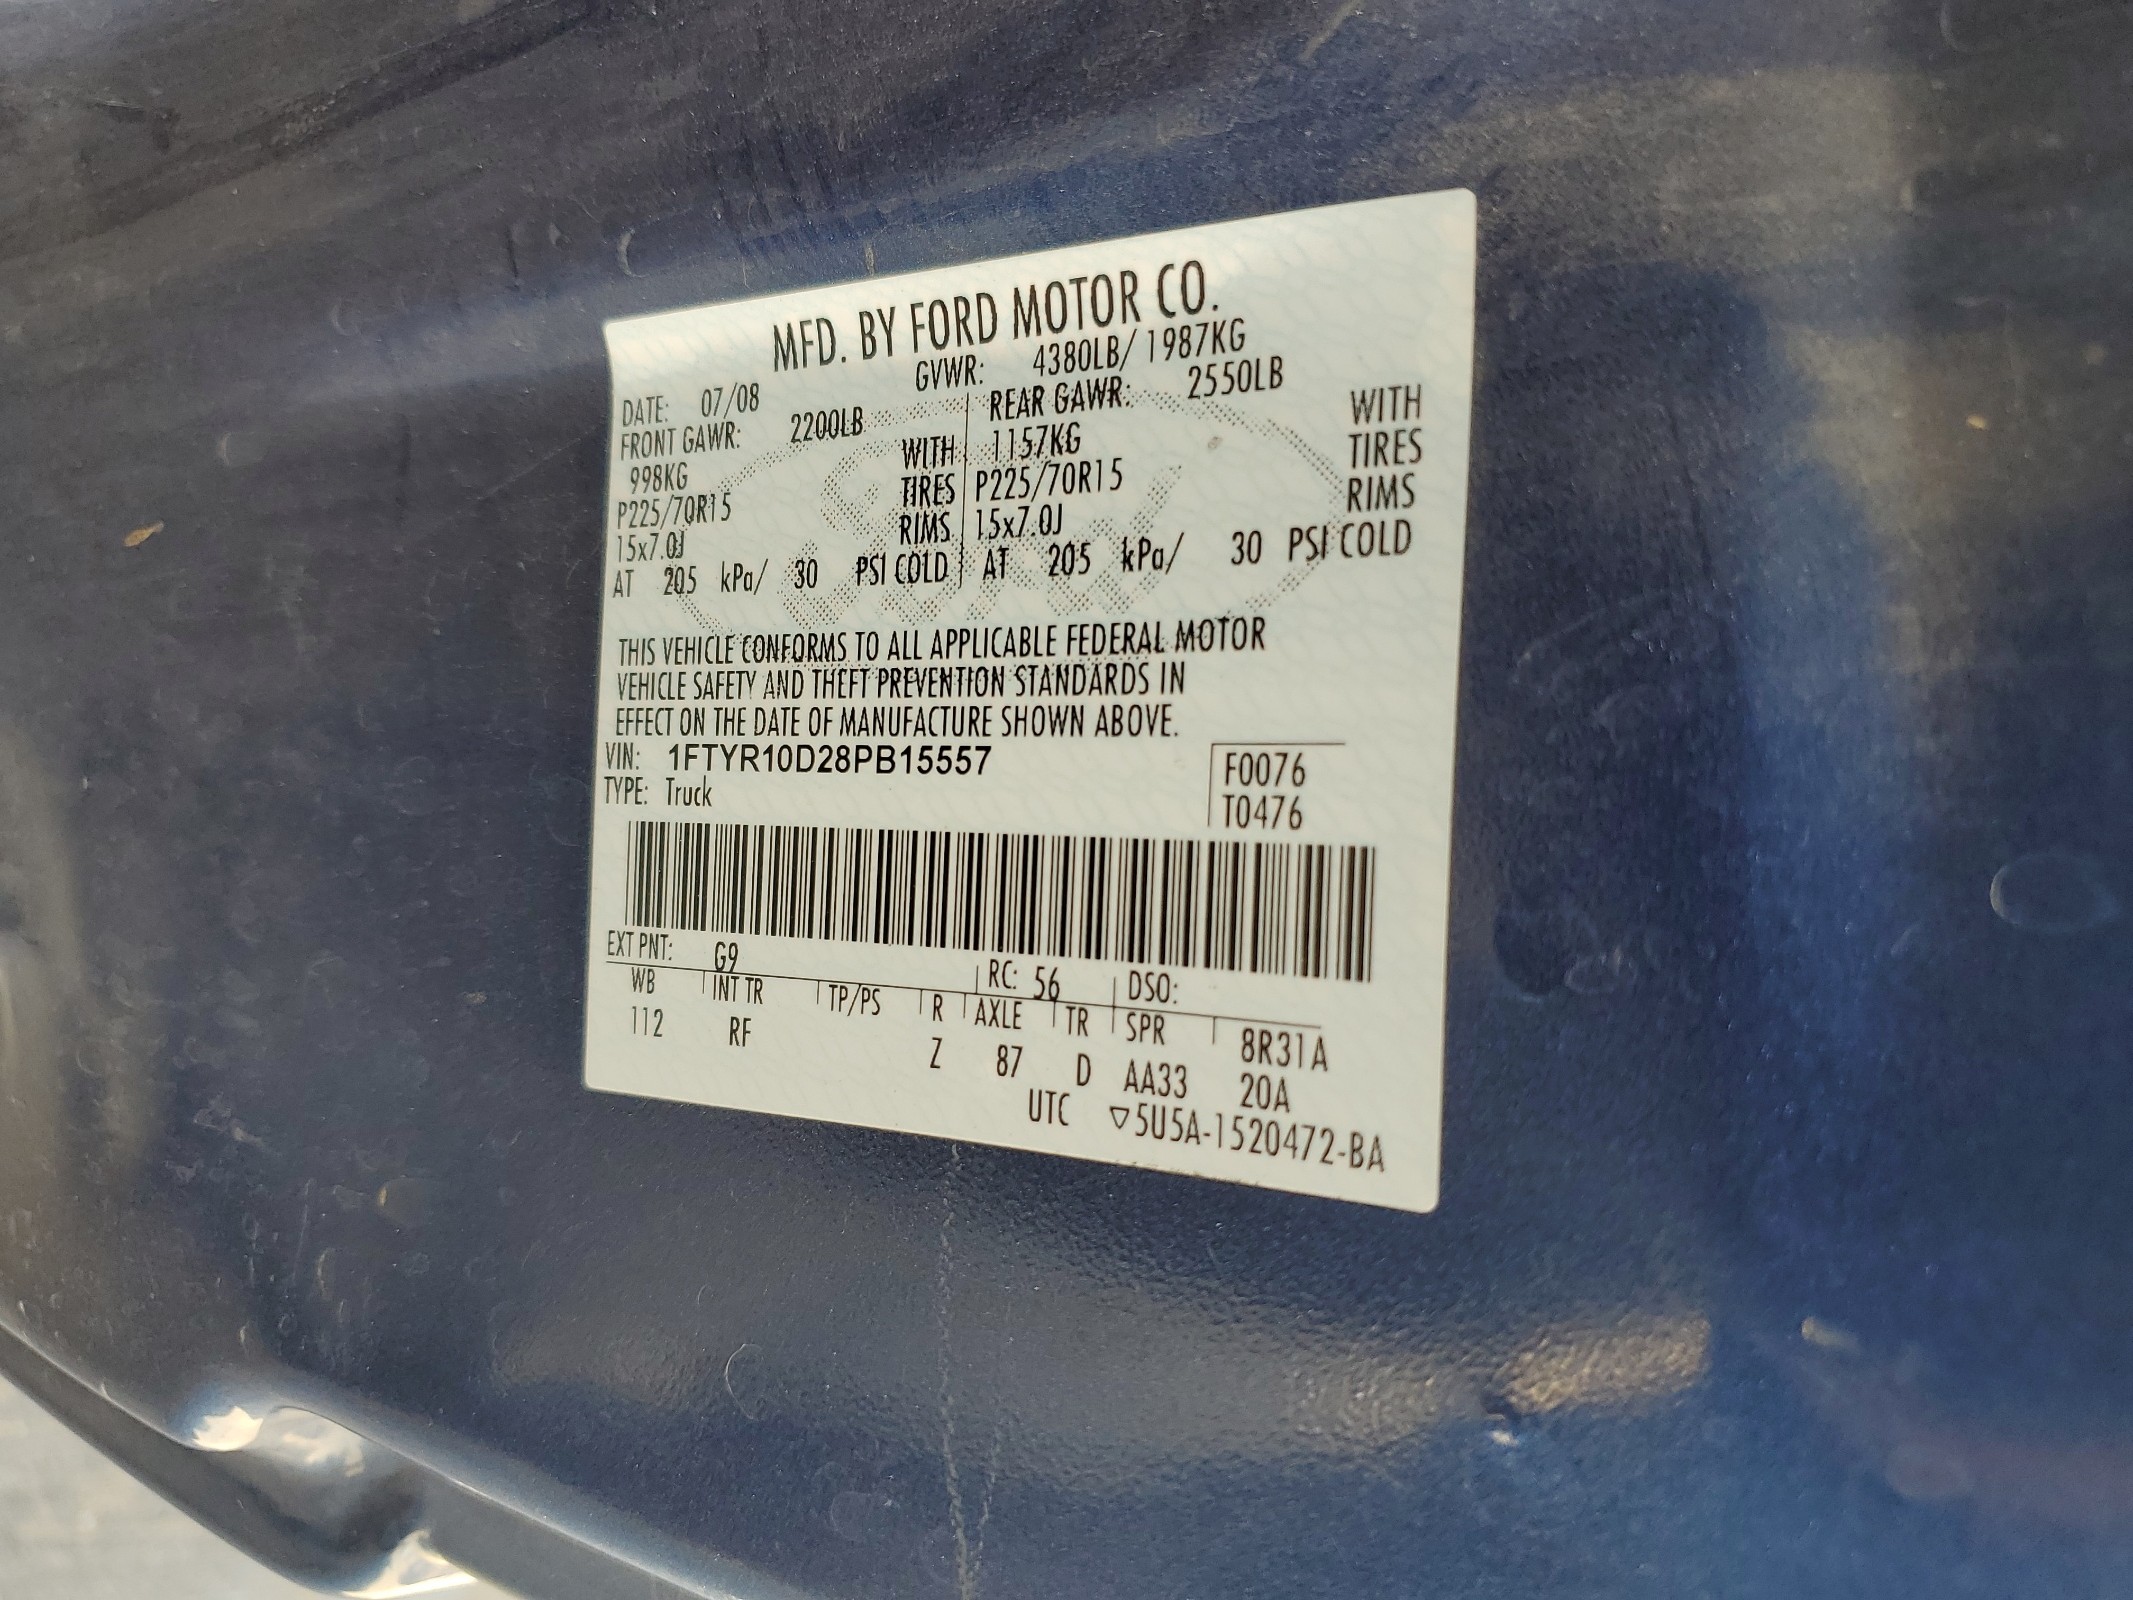 MFD. BY FORD MOTOR CO.
DATE: 07/08 GVWR: 4380LB/ 1987KG
FRONT GAWR: 2200LB REAR GAWR: 2550LB
998KG WITH 1157KG WITH
P225/70R15 TIRES P225/70R15 TIRES
15x7.0J RIMS 15x7.0J RIMS
AT 205 kPa/ 30 PSI COLD AT 205 kPa/ 30 PSI COLD
THIS VEHICLE CONFORMS TO ALL APPLICABLE FEDERAL MOTOR
VEHICLE SAFETY AND THEFT PREVENTION STANDARDS IN
EFFECT ON THE DATE OF MANUFACTURE SHOWN ABOVE.
VIN: 1FTYR10D28PB15557 F0076
TYPE: Truck T0476
EXT PNT: G9 RC: 56 DSO:
WB INT TR TP/PS R AXLE TR SPR 8R31A
112 RF Z 87 D AA33 20A
UTC ▽5U5A-1520472-BA